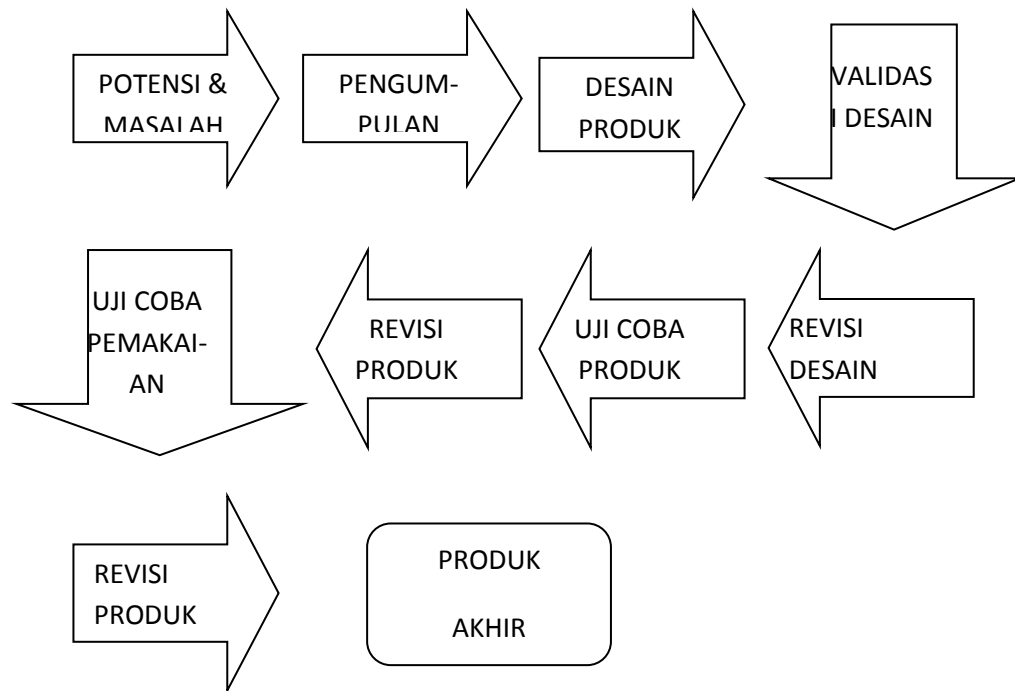 POTENSI &
MASALAH
PENGUM-
PULAN
DESAIN
PRODUK
VALIDAS
I DESAIN
REVISI
DESAIN
UJI COBA
PRODUK
REVISI
PRODUK
UJI COBA
PEMAKAI-
AN
REVISI
PRODUK
PRODUK
AKHIR